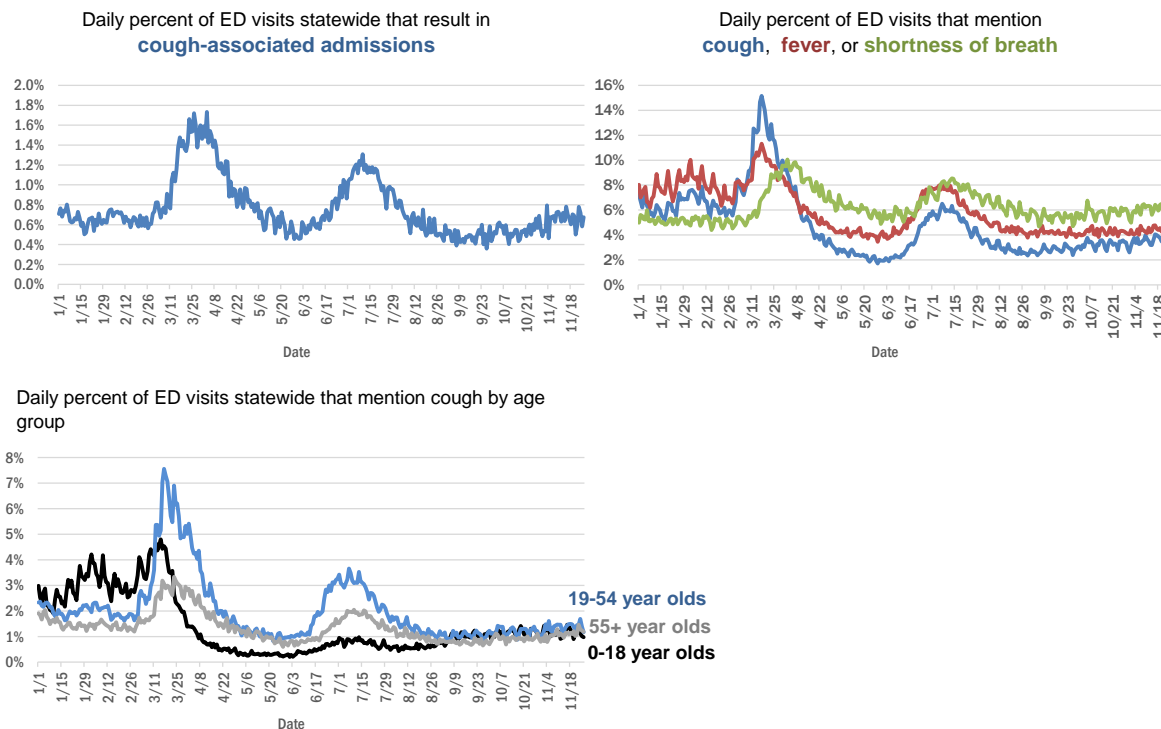 Daily percent of ED visits statewide that result in
cough-associated admissions
2.0%
1.8%
1.6%
1.4%
1.2%
1.0%
0.8%
0.6%
0.4%
0.2%
0.0%
1/1 1/15 1/29 2/12 2/26 3/11 3/25 4/8 4/22 5/6 5/20 6/3 6/17 7/1 7/15 7/29 8/12 8/26 9/9 9/23 10/7 10/21 11/4 11/18
Date
Daily percent of ED visits that mention
cough, fever, or shortness of breath
16%
14%
12%
10%
8%
6%
4%
2%
0%
1/1 1/15 1/29 2/12 2/26 3/11 3/25 4/8 4/22 5/6 5/20 6/3 6/17 7/1 7/15 7/29 8/12 8/26 9/9 9/23 10/7 10/21 11/4 11/18
Date
Daily percent of ED visits statewide that mention cough by age
group
8%
7%
6%
5%
4%
3%
2%
1%
0%
1/1 1/15 1/29 2/12 2/26 3/11 3/25 4/8 4/22 5/6 5/20 6/3 6/17 7/1 7/15 7/29 8/12 8/26 9/9 9/23 10/7 10/21 11/4 11/18
Date
19-54 year olds
55+ year olds
0-18 year olds